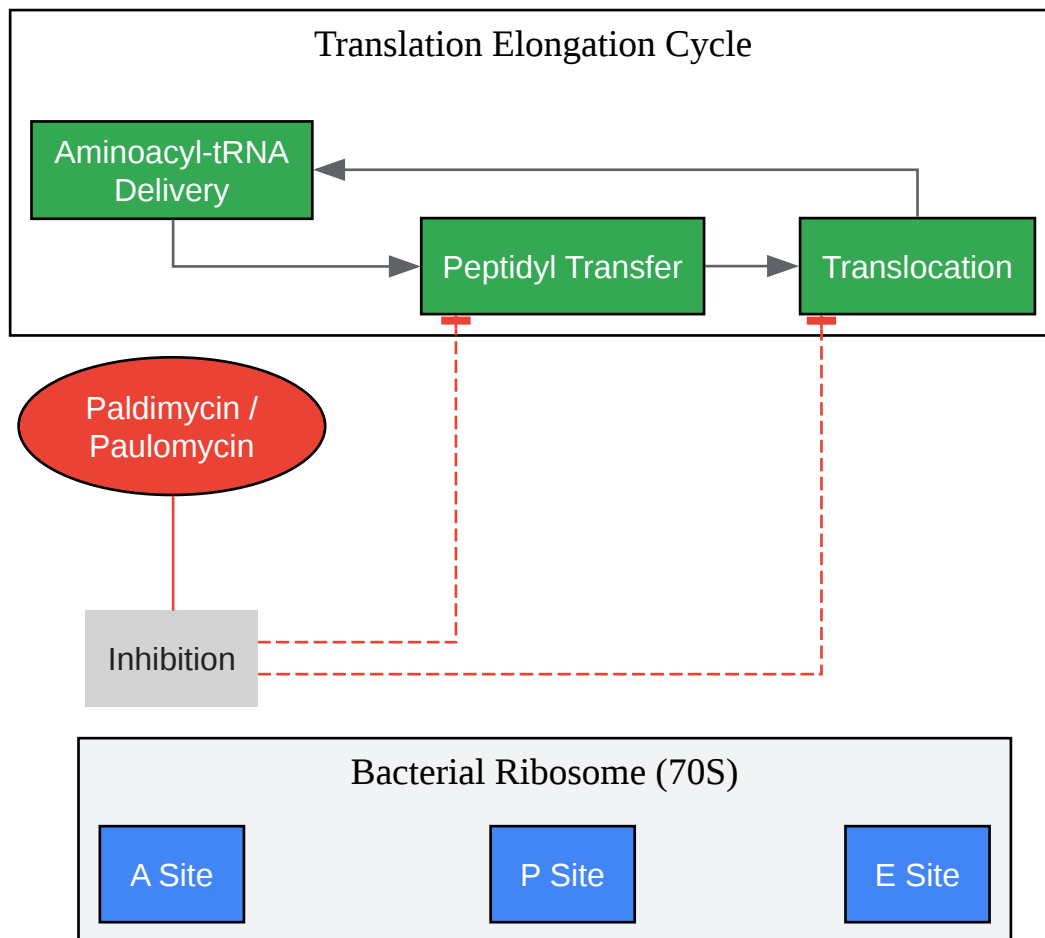 Translation Elongation Cycle
Aminoacyl-tRNA
Delivery
Peptidyl Transfer
Translocation
Paldimycin /
Paulomycin
Inhibition
Bacterial Ribosome (70S)
A Site
P Site
E Site